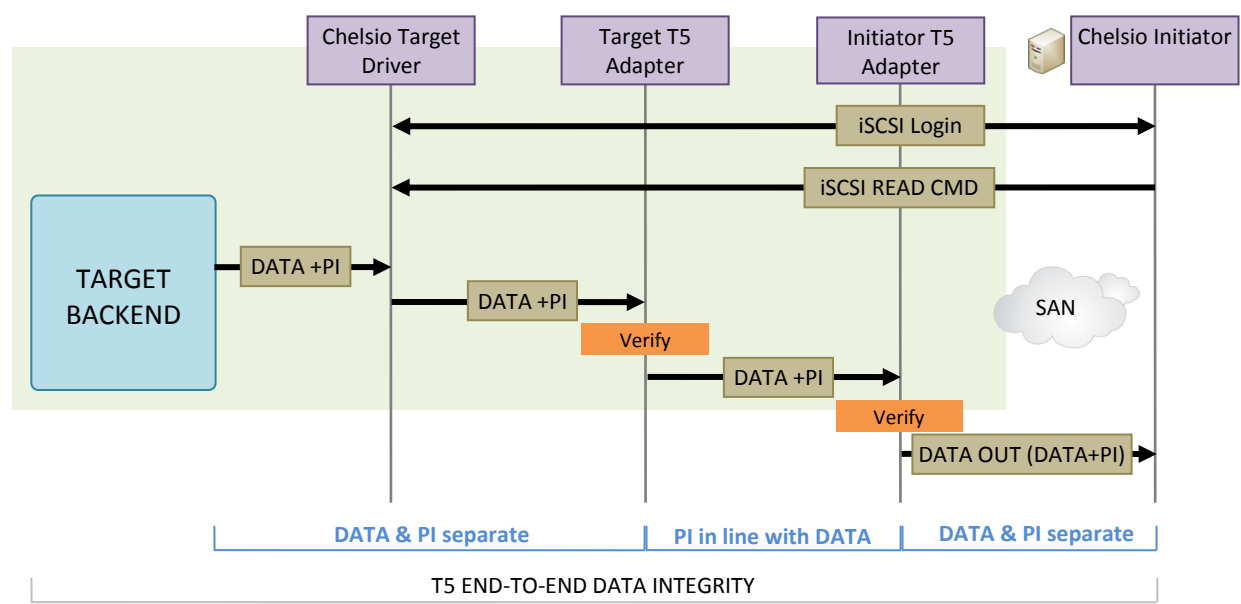 Chelsio Target
Driver
Target T5
Adapter
Initiator T5
Adapter
Chelsio Initiator
iSCSI Login
iSCSI READ CMD
TARGET
BACKEND
DATA +PI
DATA +PI
SAN
Verify
DATA +PI
Verify
DATA OUT (DATA+PI)
DATA & PI separate
PI in line with DATA
DATA & PI separate
T5 END-TO-END DATA INTEGRITY